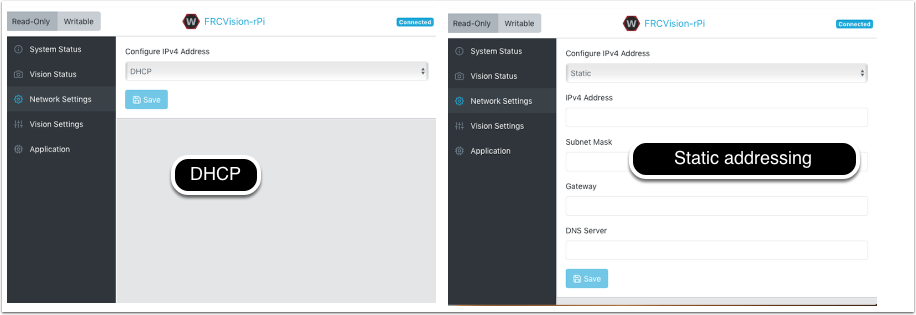 Read-Only Writable
W FRCVision-rPi
Connected
System Status
Vision Status
Network Settings
Vision Settings
Application
Configure IPv4 Address
DHCP
Save
DHCP
Read-Only Writable
W FRCVision-rPi
Connected
System Status
Vision Status
Network Settings
Vision Settings
Application
Configure IPv4 Address
Static
IPv4 Address
Subnet Mask
Static addressing
Gateway
DNS Server
Save